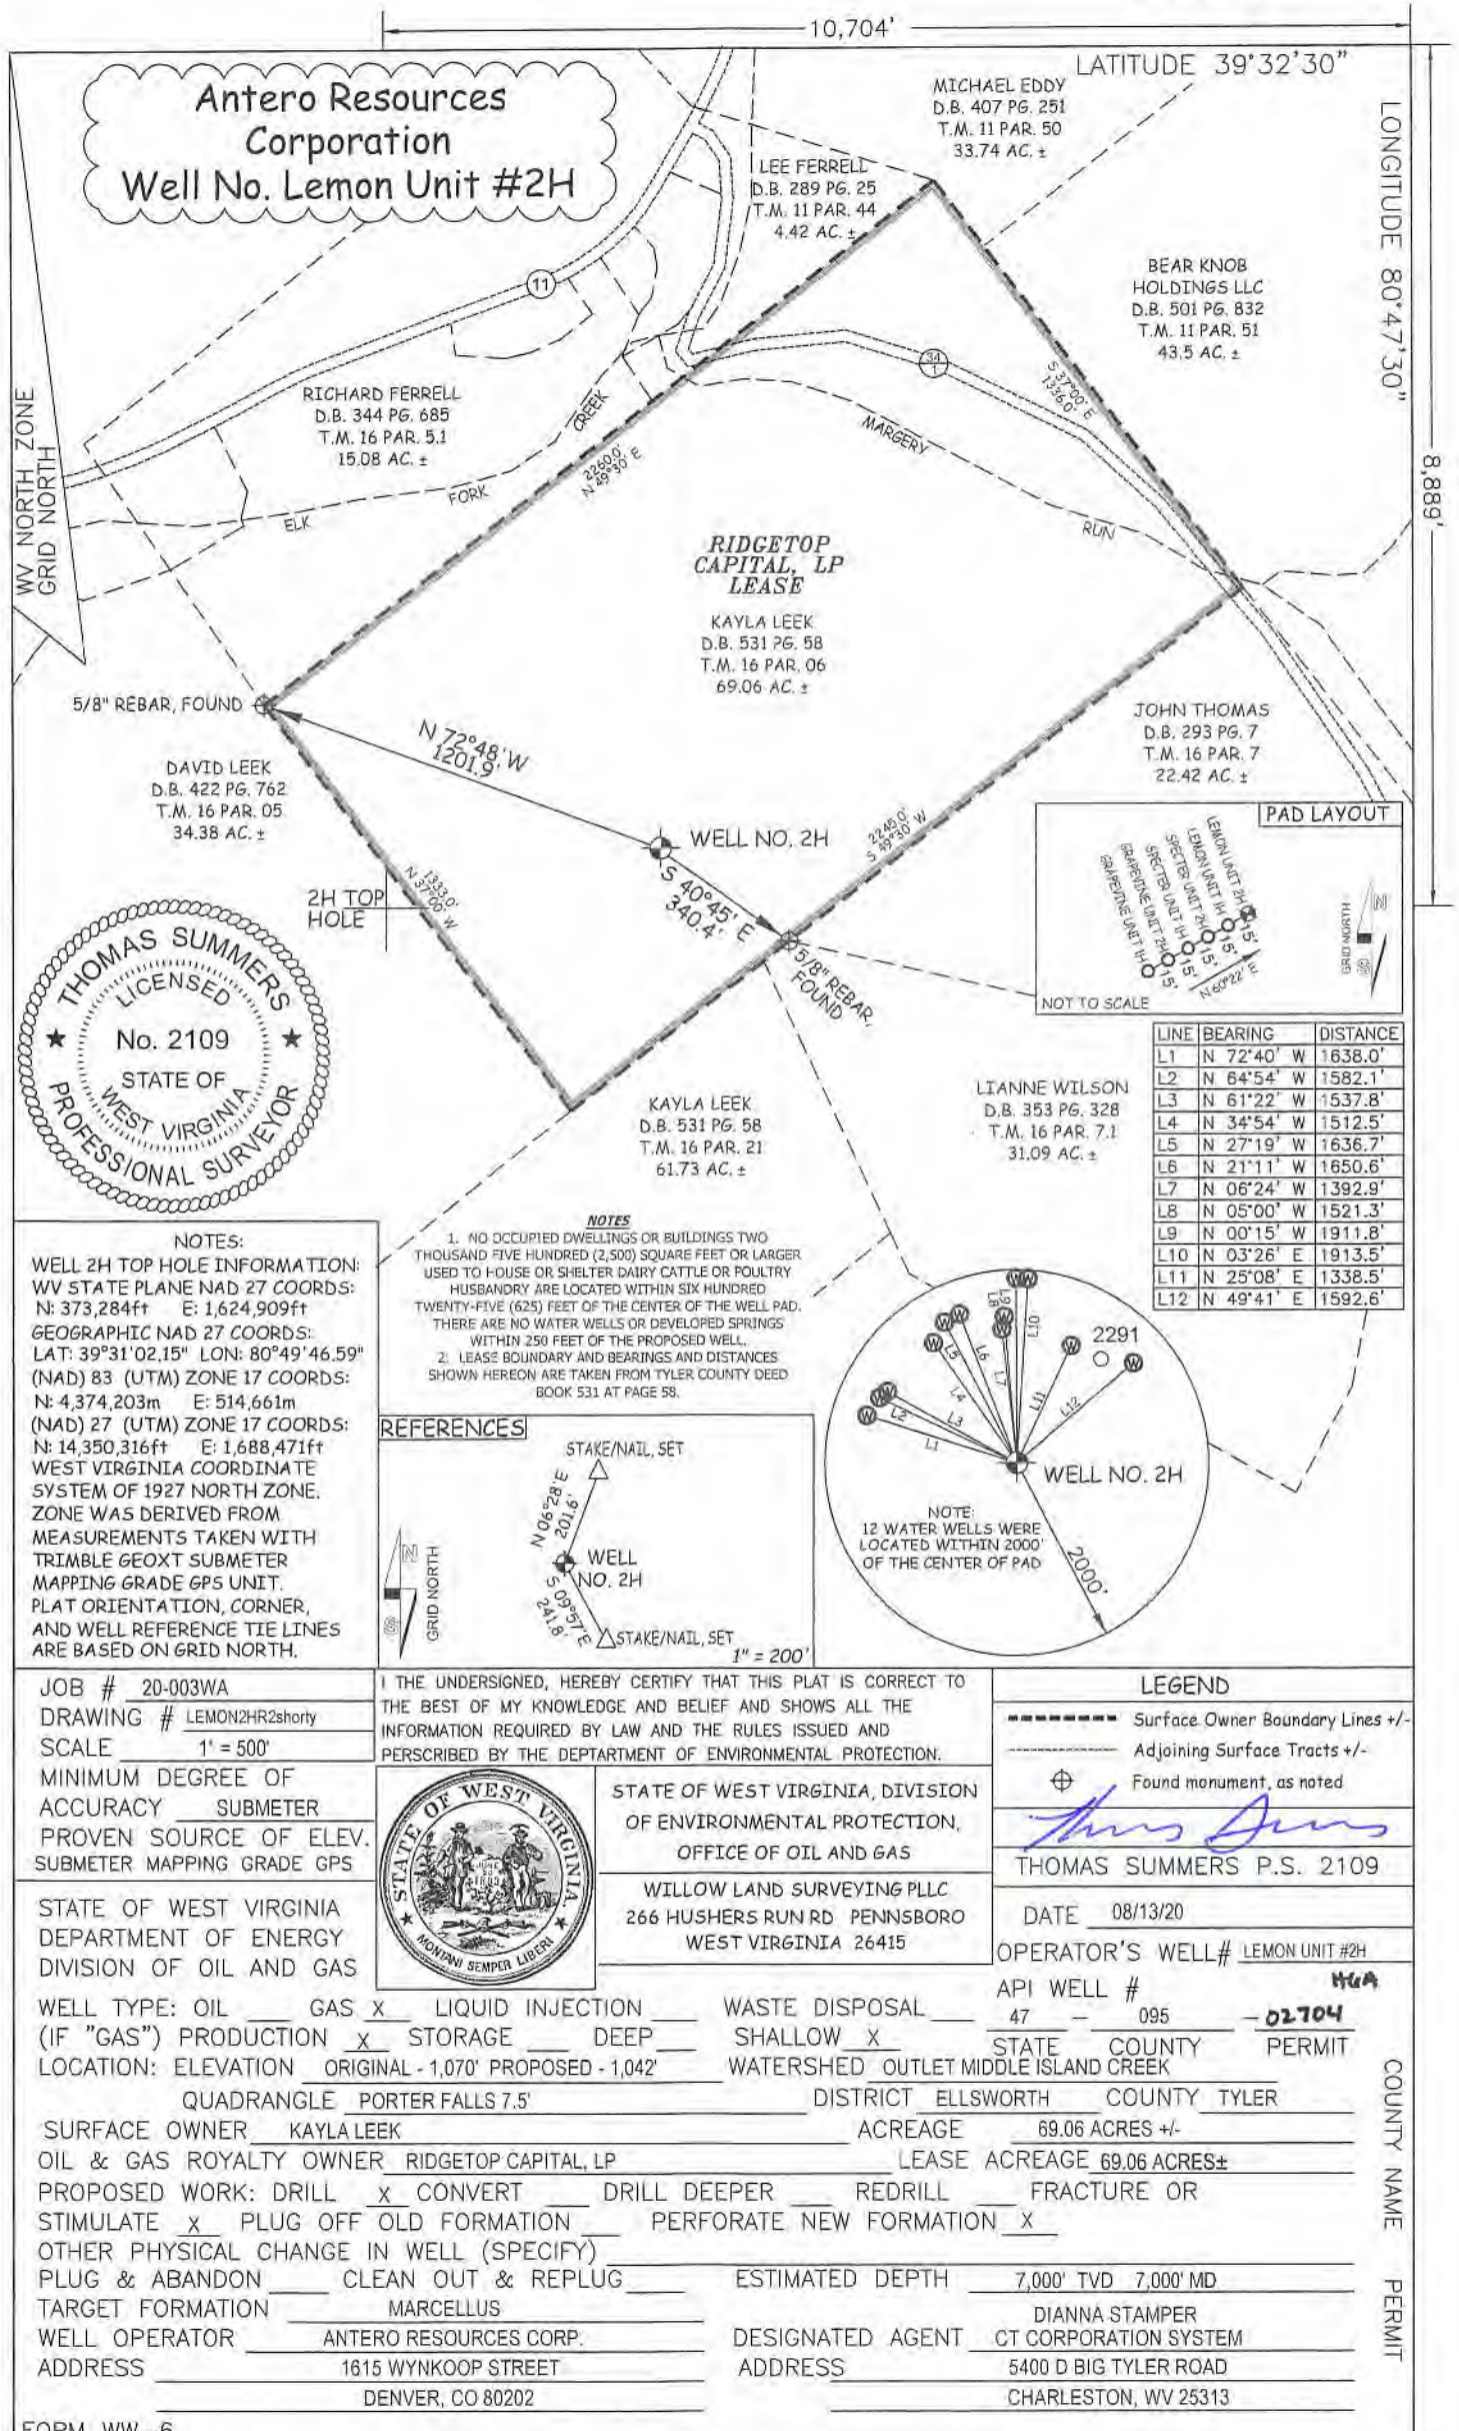 10,704'
LATITUDE 39°32'30"
LONGITUDE 80°47'30"
8,889'
Antero Resources
Corporation
Well No. Lemon Unit #2H
MICHAEL EDDY
D.B. 407 PG. 251
T.M. 11 PAR. 50
33.74 AC. ±
LEE FERRELL
D.B. 289 PG. 25
T.M. 11 PAR. 44
4.42 AC. ±
BEAR KNOB
HOLDINGS LLC
D.B. 501 PG. 832
T.M. 11 PAR. 51
43.5 AC. ±
11
34
1
S 37°00' E
1336.0'
RICHARD FERRELL
D.B. 344 PG. 685
T.M. 16 PAR. 5.1
15.08 AC. ±
WV NORTH ZONE
GRID NORTH
ELK FORK CREEK
2260.0'
N 49°30' E
MARGERY RUN
RIDGETOP
CAPITAL, LP
LEASE
KAYLA LEEK
D.B. 531 PG. 58
T.M. 16 PAR. 06
69.06 AC. ±
5/8" REBAR, FOUND
N 72°48' W
1201.9'
DAVID LEEK
D.B. 422 PG. 762
T.M. 16 PAR. 05
34.38 AC. ±
JOHN THOMAS
D.B. 293 PG. 7
T.M. 16 PAR. 7
22.42 AC. ±
WELL NO. 2H
2245.0'
S 49°30' W
S 40°45' E
340.4'
2H TOP
HOLE
1333.0'
N 37°00' W
5/8" REBAR,
FOUND
PAD LAYOUT
LEMON UNIT 2H
LEMON UNIT 1H
SPECTER UNIT 2H
SPECTER UNIT 1H
GRAPEVINE UNIT 2H
GRAPEVINE UNIT 1H
15'
15'
15'
15'
15'
N 60°22' E
GRID NORTH
N
S
NOT TO SCALE
THOMAS SUMMERS
LICENSED
No. 2109
STATE OF
WEST VIRGINIA
PROFESSIONAL SURVEYOR
KAYLA LEEK
D.B. 531 PG. 58
T.M. 16 PAR. 21
61.73 AC. ±
LIANNE WILSON
D.B. 353 PG. 328
T.M. 16 PAR. 7.1
31.09 AC. ±
LINE BEARING DISTANCE
L1 N 72°40' W 1638.0'
L2 N 64°54' W 1582.1'
L3 N 61°22' W 1537.8'
L4 N 34°54' W 1512.5'
L5 N 27°19' W 1636.7'
L6 N 21°11' W 1650.6'
L7 N 06°24' W 1392.9'
L8 N 05°00' W 1521.3'
L9 N 00°15' W 1911.8'
L10 N 03°26' E 1913.5'
L11 N 25°08' E 1338.5'
L12 N 49°41' E 1592.6'
NOTES:
WELL 2H TOP HOLE INFORMATION:
WV STATE PLANE NAD 27 COORDS:
N: 373,284ft E: 1,624,909ft
GEOGRAPHIC NAD 27 COORDS:
LAT: 39°31'02.15" LON: 80°49'46.59"
(NAD) 83 (UTM) ZONE 17 COORDS:
N: 4,374,203m E: 514,661m
(NAD) 27 (UTM) ZONE 17 COORDS:
N: 14,350,316ft E: 1,688,471ft
WEST VIRGINIA COORDINATE
SYSTEM OF 1927 NORTH ZONE.
ZONE WAS DERIVED FROM
MEASUREMENTS TAKEN WITH
TRIMBLE GEOXT SUBMETER
MAPPING GRADE GPS UNIT.
PLAT ORIENTATION, CORNER,
AND WELL REFERENCE TIE LINES
ARE BASED ON GRID NORTH.
NOTES
1. NO OCCUPIED DWELLINGS OR BUILDINGS TWO
THOUSAND FIVE HUNDRED (2,500) SQUARE FEET OR LARGER
USED TO HOUSE OR SHELTER DAIRY CATTLE OR POULTRY
HUSBANDRY ARE LOCATED WITHIN SIX HUNDRED
TWENTY-FIVE (625) FEET OF THE CENTER OF THE WELL PAD.
THERE ARE NO WATER WELLS OR DEVELOPED SPRINGS
WITHIN 250 FEET OF THE PROPOSED WELL.
2. LEASE BOUNDARY AND BEARINGS AND DISTANCES
SHOWN HEREON ARE TAKEN FROM TYLER COUNTY DEED
BOOK 531 AT PAGE 58.
REFERENCES
STAKE/NAIL, SET
N 06°28'E
201.6'
WELL
NO. 2H
S 09°57'E
241.8'
STAKE/NAIL, SET
1" = 200'
N
S
GRID NORTH
W W W W W W W W W W W W
L1 L2 L3 L4 L5 L6 L7 L8 L9 L10 L11 L12
2291
WELL NO. 2H
NOTE:
12 WATER WELLS WERE
LOCATED WITHIN 2000'
OF THE CENTER OF PAD
2000'
JOB # 20-003WA
DRAWING # LEMON2HR2shorty
SCALE 1' = 500'
MINIMUM DEGREE OF
ACCURACY SUBMETER
PROVEN SOURCE OF ELEV.
SUBMETER MAPPING GRADE GPS
I THE UNDERSIGNED, HEREBY CERTIFY THAT THIS PLAT IS CORRECT TO
THE BEST OF MY KNOWLEDGE AND BELIEF AND SHOWS ALL THE
INFORMATION REQUIRED BY LAW AND THE RULES ISSUED AND
PERSCRIBED BY THE DEPTARTMENT OF ENVIRONMENTAL PROTECTION.
LEGEND
Surface Owner Boundary Lines +/-
Adjoining Surface Tracts +/-
Found monument, as noted
STATE OF WEST VIRGINIA.
JUNE 20 1863
MONTANI SEMPER LIBERI
STATE OF WEST VIRGINIA, DIVISION
OF ENVIRONMENTAL PROTECTION,
OFFICE OF OIL AND GAS
WILLOW LAND SURVEYING PLLC
266 HUSHERS RUN RD PENNSBORO
WEST VIRGINIA 26415
THOMAS SUMMERS P.S. 2109
DATE 08/13/20
OPERATOR'S WELL# LEMON UNIT #2H
STATE OF WEST VIRGINIA
DEPARTMENT OF ENERGY
DIVISION OF OIL AND GAS
API WELL # H6A
47 – 095 – 02704
STATE COUNTY PERMIT
WELL TYPE: OIL GAS X LIQUID INJECTION WASTE DISPOSAL
(IF "GAS") PRODUCTION X STORAGE DEEP SHALLOW X
LOCATION: ELEVATION ORIGINAL - 1,070' PROPOSED - 1,042' WATERSHED OUTLET MIDDLE ISLAND CREEK
QUADRANGLE PORTER FALLS 7.5' DISTRICT ELLSWORTH COUNTY TYLER
SURFACE OWNER KAYLA LEEK ACREAGE 69.06 ACRES +/-
OIL & GAS ROYALTY OWNER RIDGETOP CAPITAL, LP LEASE ACREAGE 69.06 ACRES±
PROPOSED WORK: DRILL X CONVERT DRILL DEEPER REDRILL FRACTURE OR
STIMULATE X PLUG OFF OLD FORMATION PERFORATE NEW FORMATION X
OTHER PHYSICAL CHANGE IN WELL (SPECIFY)
PLUG & ABANDON CLEAN OUT & REPLUG ESTIMATED DEPTH 7,000' TVD 7,000' MD
TARGET FORMATION MARCELLUS
WELL OPERATOR ANTERO RESOURCES CORP. DESIGNATED AGENT DIANNA STAMPER
CT CORPORATION SYSTEM
ADDRESS 1615 WYNKOOP STREET ADDRESS 5400 D BIG TYLER ROAD
DENVER, CO 80202 CHARLESTON, WV 25313
COUNTY NAME PERMIT
FORM WW-6